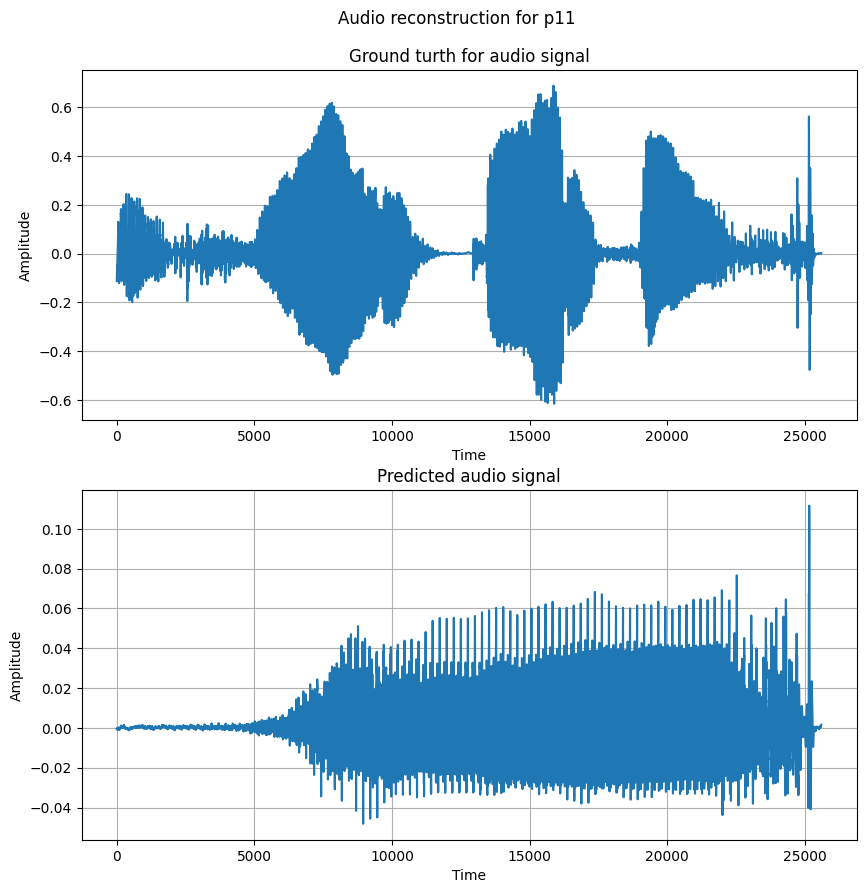 Audio reconstruction for p11
Ground turth for audio signal
0.6
0.4
0.2
0.0
−0.2
−0.4
−0.6
Amplitude
0 5000 10000 15000 20000 25000
Time
Predicted audio signal
0.10
0.08
0.06
0.04
0.02
0.00
−0.02
−0.04
Amplitude
0 5000 10000 15000 20000 25000
Time